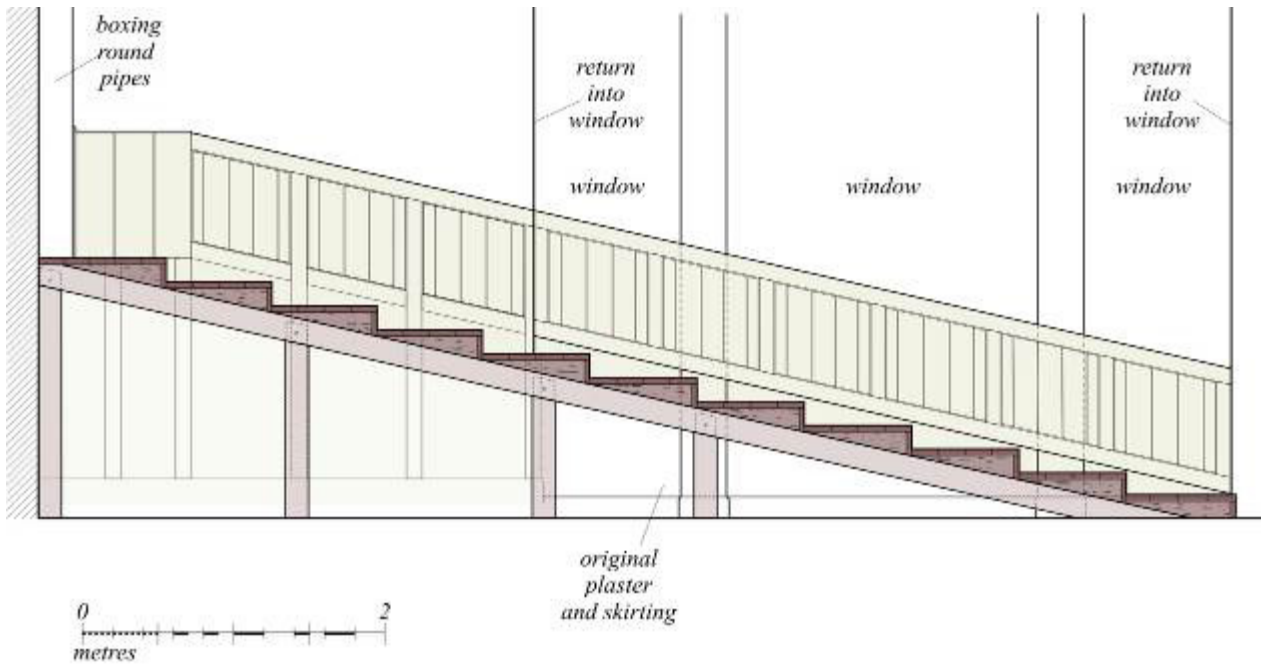 boxing
round
pipes
return
into
window
return
into
window
window
window
window
original
plaster
and skirting
0 2
metres